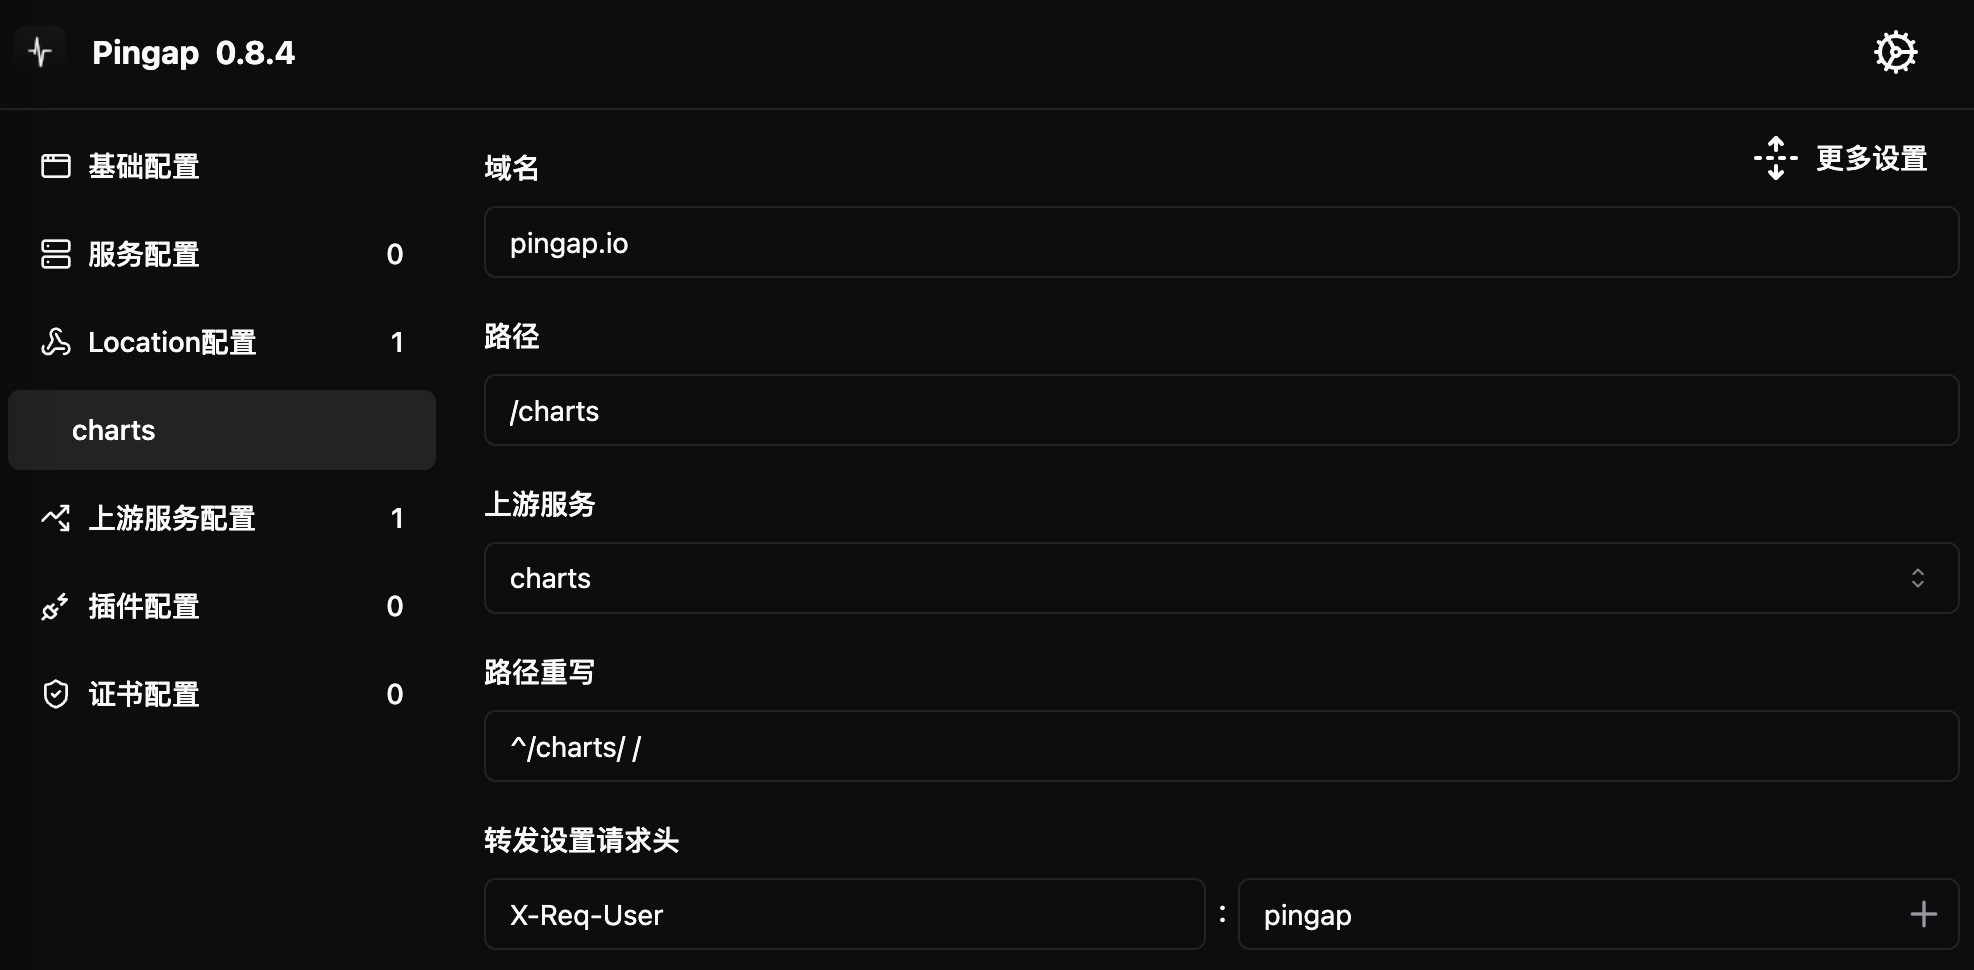 Pingap 0.8.4
基础配置
服务配置 0
Location配置 1
charts
上游服务配置 1
插件配置 0
证书配置 0
更多设置
域名
pingap.io
路径
/charts
上游服务
charts
路径重写
^/charts/ /
转发设置请求头
X-Req-User : pingap